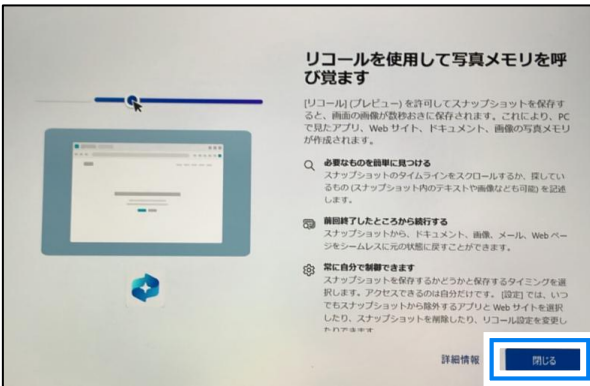 リコールを使用して写真メモリを呼
び覚ます
[リコール] (プレビュー) を許可してスナップショットを保存す
ると、画面の画像が数秒おきに保存されます。これにより、PC
で見たアプリ、Web サイト、ドキュメント、画像の写真メモリ
が作成されます。
必要なものを簡単に見つける
スナップショットのタイムラインをスクロールするか、探してい
るもの (スナップショット内のテキストや画像なども可能) を記述
します。
前回終了したところから続行する
スナップショットから、ドキュメント、画像、メール、Web ペー
ジをシームレスに元の状態に戻すことができます。
常に自分で制御できます
スナップショットを保存するかどうかと保存するタイミングを選
択します。アクセスできるのは自分だけです。[設定] では、いつ
でもスナップショットから除外するアプリと Web サイトを選択
したり、スナップショットを削除したり、リコール設定を変更し
たりできます
詳細情報
閉じる